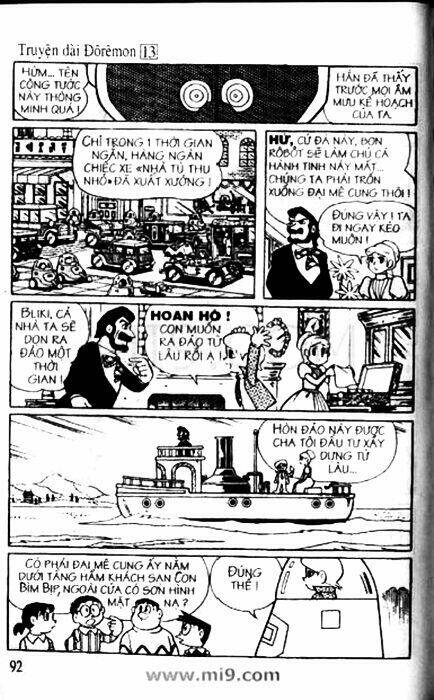 Truyện dài Đôrêmon 13
HỪM... TÊN
CÔNG TƯỚC
NÀY THÔNG
MINH QUÁ !
HẮN ĐÃ THẤY
TRƯỚC MỌI ÂM
MƯU KẾ HOẠCH
CỦA TA.
CHỈ TRONG 1 THỜI GIAN
NGẮN, HÀNG NGÀN
CHIẾC XE «NHÀ TÙ THU
NHỎ» ĐÃ XUẤT XƯỞNG !
HỪ, CỨ ĐÀ NÀY, BỌN
RÔBỐT SẼ LÀM CHỦ CẢ
HÀNH TINH NÀY MẤT...
CHÚNG TA PHẢI TRỐN
XUỐNG ĐẠI MÊ CUNG THÔI !
ĐÚNG VẬY ! TA
ĐI NGAY KẺO
MUỘN !
BLIKI, CẢ
NHÀ TA SẼ
DỌN RA
ĐẢO MỘT
THỜI
GIAN !
HOAN HÔ !
CON MUỐN
RA ĐẢO TỪ
LÂU RỒI Ạ !
HÒN ĐẢO NÀY ĐƯỢC
CHA TÔI ĐẦU TƯ XÂY
DỰNG TỪ
LÂU...
CÓ PHẢI ĐẠI MÊ CUNG ẤY NẰM
DƯỚI TẦNG HẦM KHÁCH SẠN CON
BÌM BỊP, NGOÀI CỬA CÓ SƠN HÌNH
MẶT NẠ ?
ĐÚNG
THẾ !
92
www.mi9.com